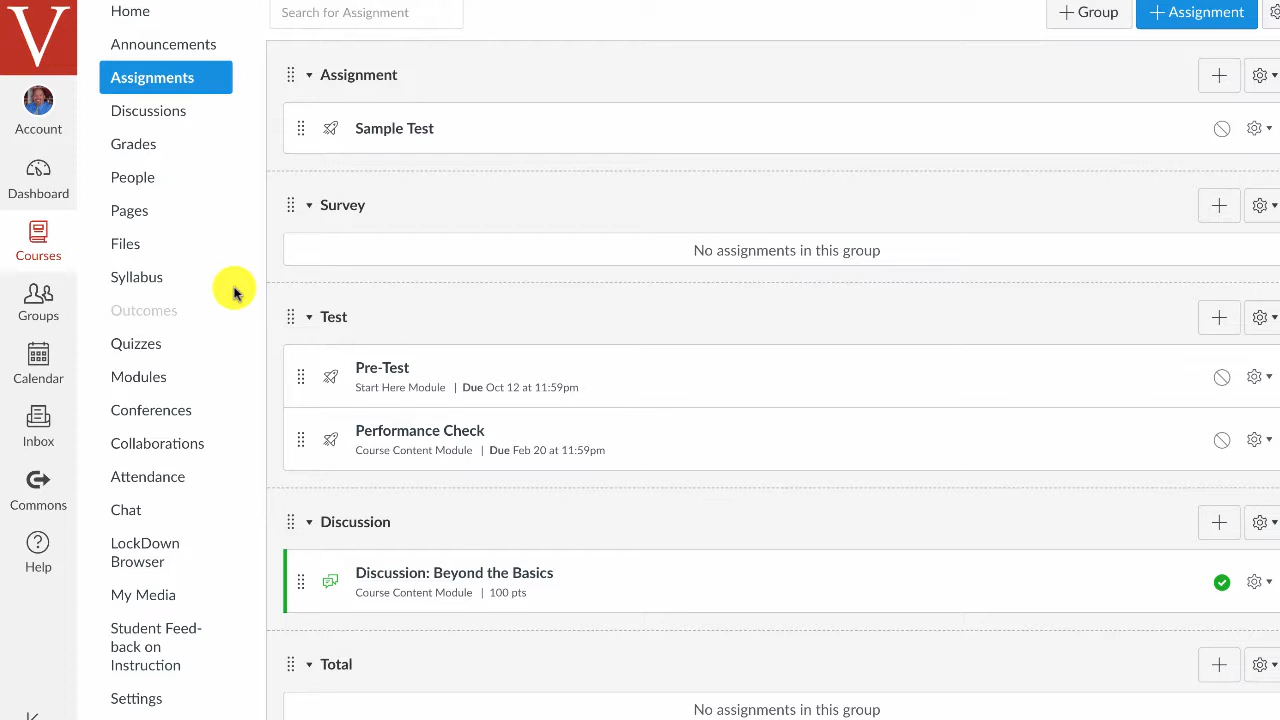 V
Account
Dashboard
Courses
Groups
Calendar
Inbox
Commons
Help
Home
Announcements
Assignments
Discussions
Grades
People
Pages
Files
Syllabus
Outcomes
Quizzes
Modules
Conferences
Collaborations
Attendance
Chat
LockDown
Browser
My Media
Student Feed-
back on
Instruction
Settings
Search for Assignment
+ Group
+ Assignment
Assignment
Sample Test
Survey
No assignments in this group
Test
Pre-Test
Start Here Module | Due Oct 12 at 11:59pm
Performance Check
Course Content Module | Due Feb 20 at 11:59pm
Discussion
Discussion: Beyond the Basics
Course Content Module | 100 pts
Total
No assignments in this group